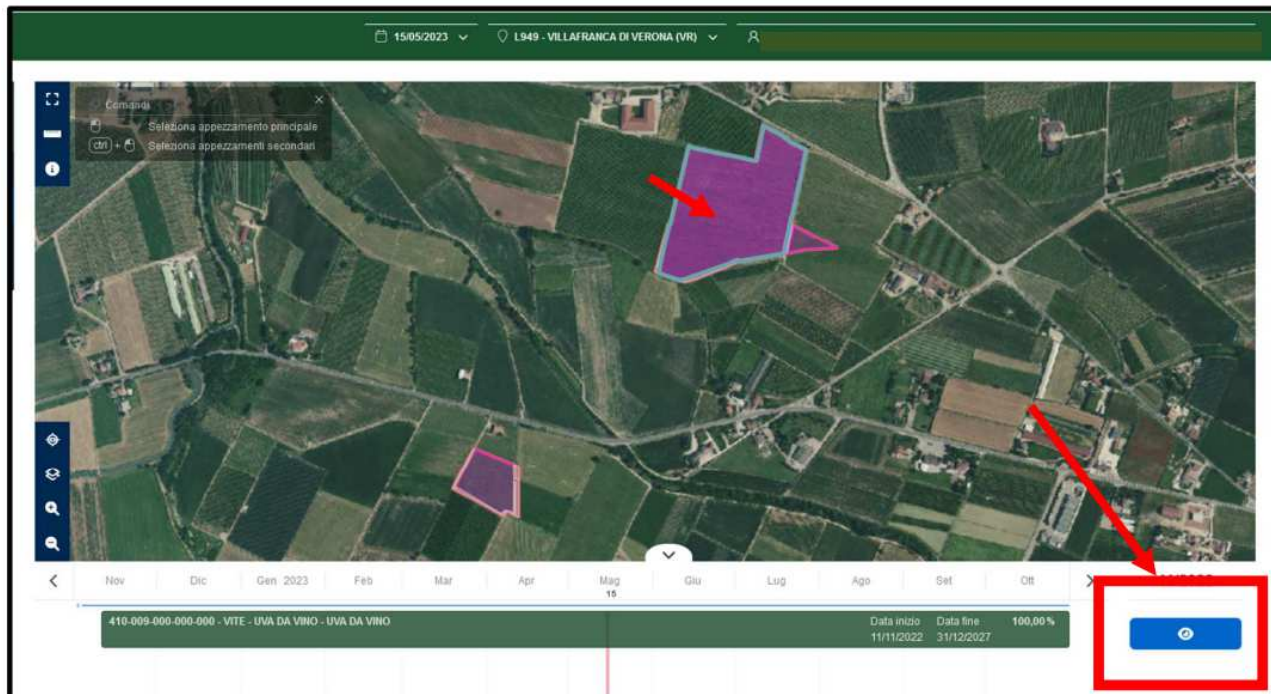 15/05/2023
L949 - VILLAFRANCA DI VERONA (VR)
Comandi
Seleziona appezzamento principale
ctrl + Seleziona appezzamenti secondari
Nov Dic Gen 2023 Feb Mar Apr Mag Giu Lug Ago Set Ott
15
410-009-000-000-000 - VITE - UVA DA VINO - UVA DA VINO Data inizio Data fine 100,00%
11/11/2022 31/12/2027